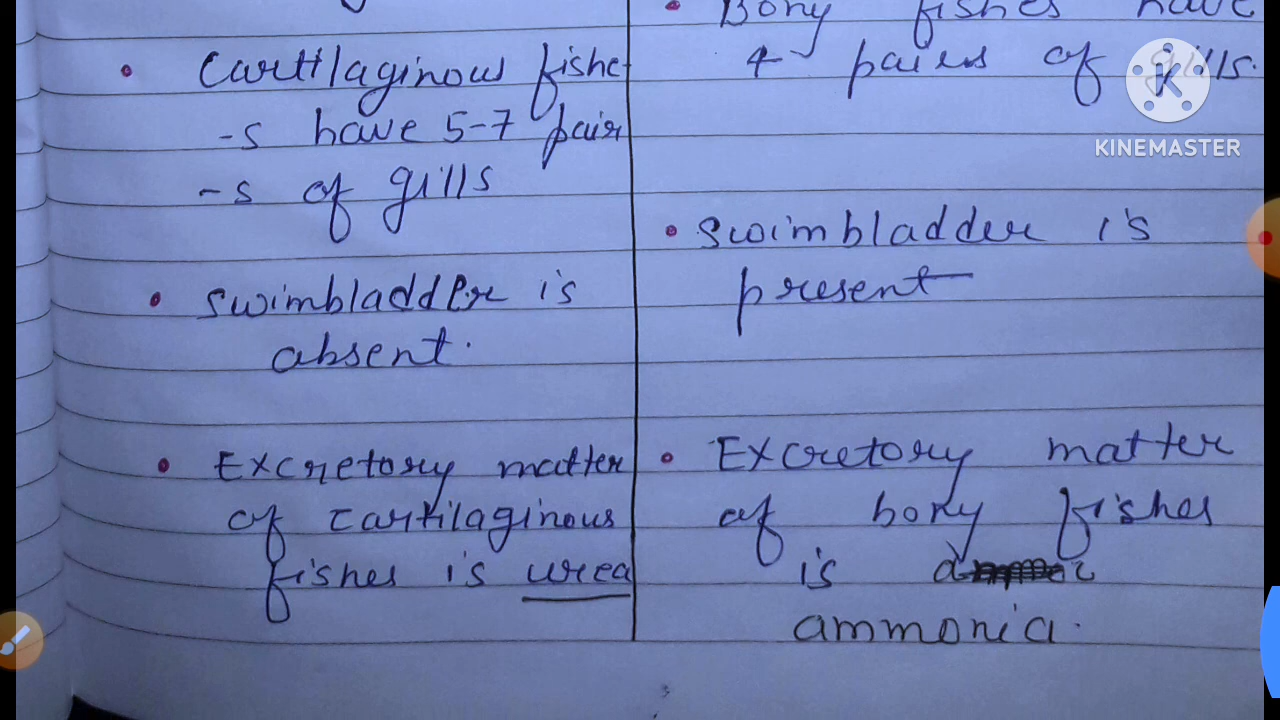 Cartilaginous fishe
-s have 5-7 pair
-s of gills
Swimbladder is
absent.
Excretory matter
of cartilaginous
fishes is urea
Bony fishes have
4 pairs of gills.
Swimbladder is
present
Excretory matter
of bony fishes
is
ammonia.
KINEMASTER